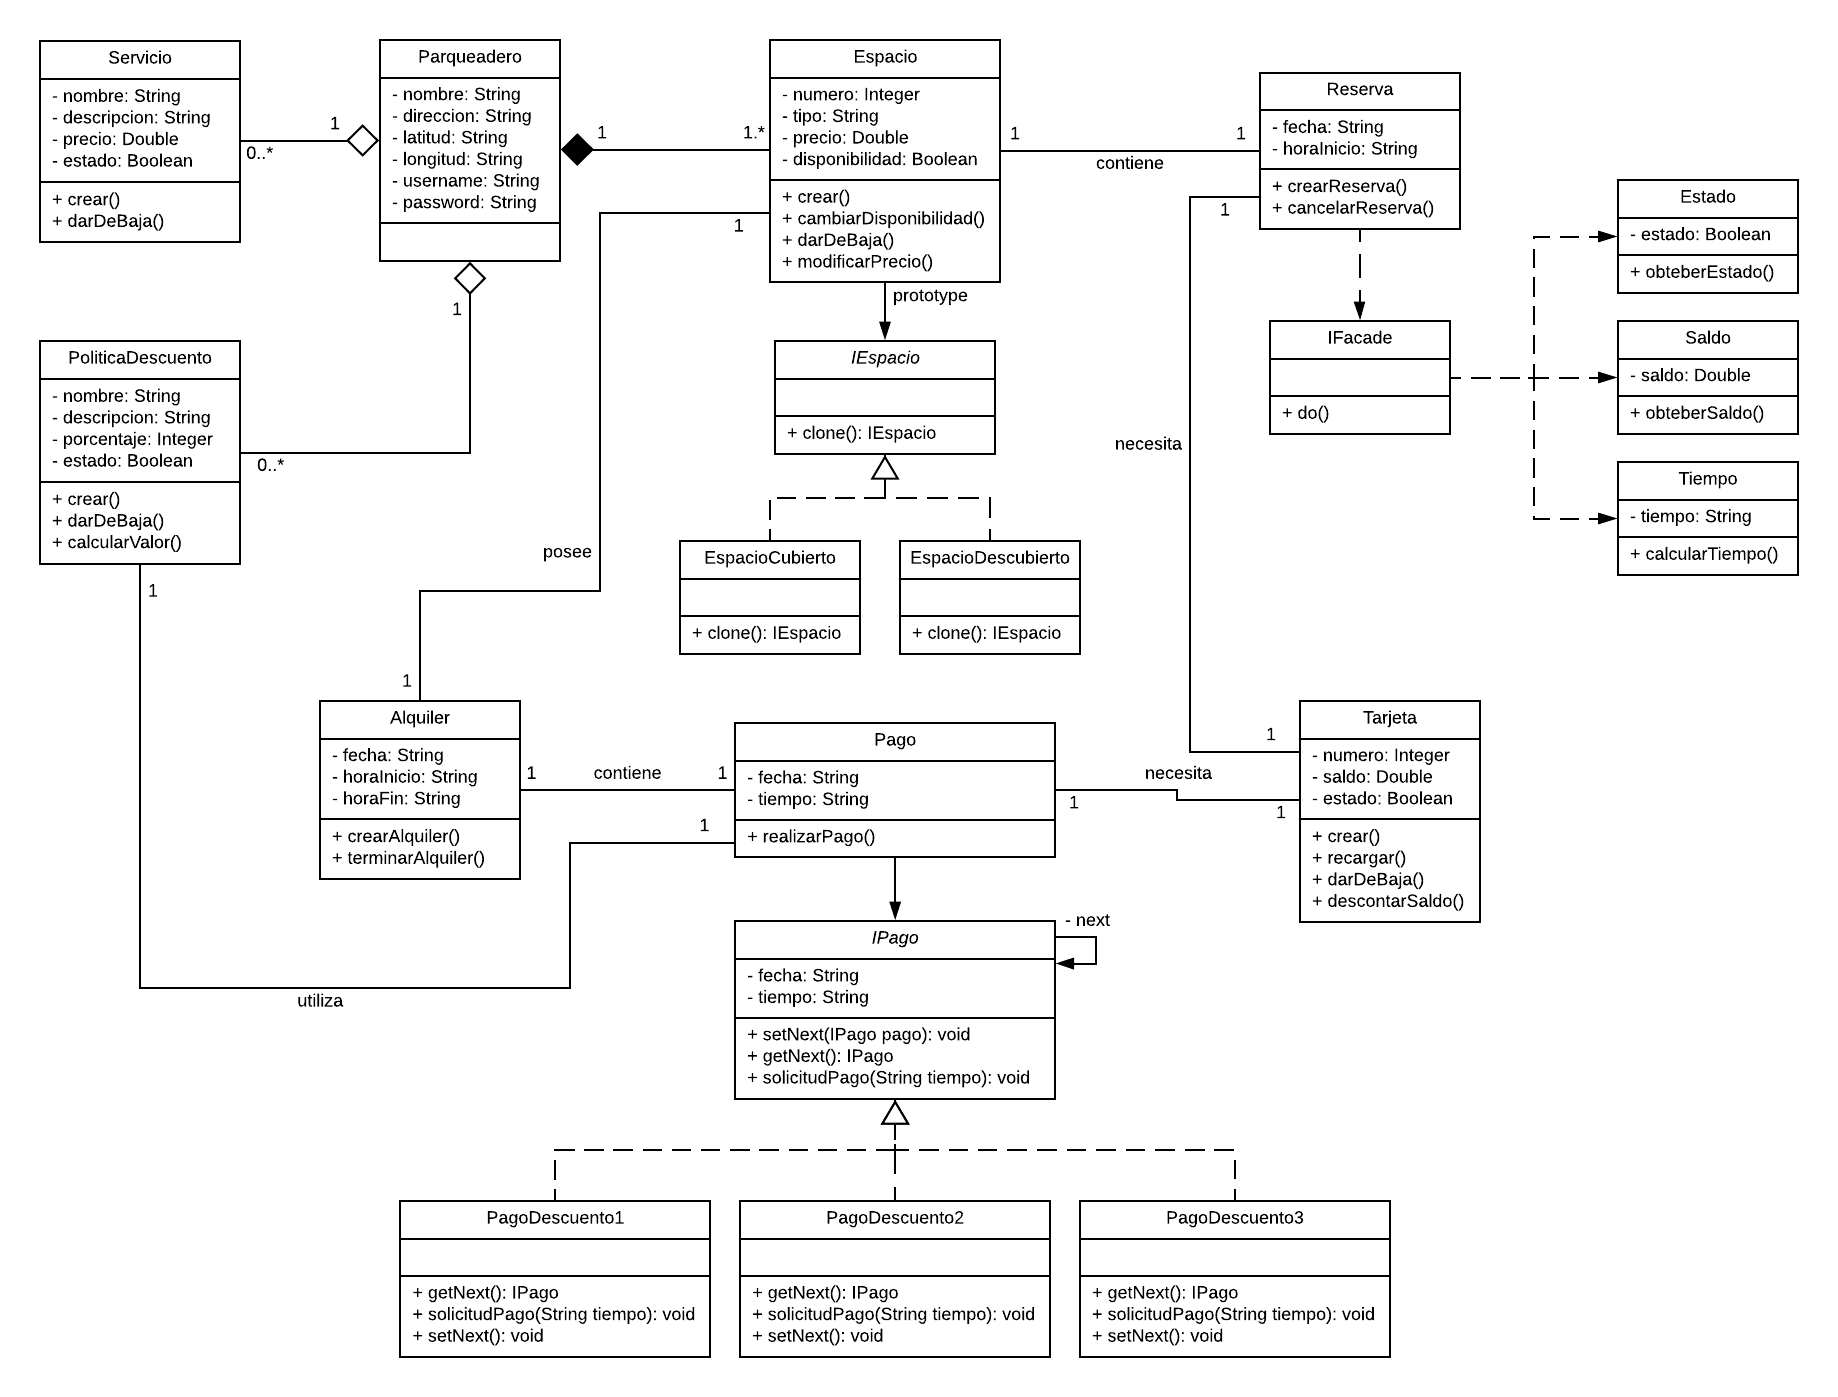 Servicio
- nombre: String
- descripcion: String
- precio: Double
- estado: Boolean
+ crear()
+ darDeBaja()
1
0..*
Parqueadero
- nombre: String
- direccion: String
- latitud: String
- longitud: String
- username: String
- password: String
1
1.*
Espacio
- numero: Integer
- tipo: String
- precio: Double
- disponibilidad: Boolean
+ crear()
+ cambiarDisponibilidad()
+ darDeBaja()
+ modificarPrecio()
1
1
contiene
Reserva
- fecha: String
- horaInicio: String
+ crearReserva()
+ cancelarReserva()
1
1
prototype
1
Estado
- estado: Boolean
+ obteberEstado()
PoliticaDescuento
- nombre: String
- descripcion: String
- porcentaje: Integer
- estado: Boolean
+ crear()
+ darDeBaja()
+ calcularValor()
0..*
1
IEspacio
+ clone(): IEspacio
IFacade
+ do()
Saldo
- saldo: Double
+ obteberSaldo()
necesita
Tiempo
- tiempo: String
+ calcularTiempo()
posee
EspacioCubierto
+ clone(): IEspacio
EspacioDescubierto
+ clone(): IEspacio
1
Alquiler
- fecha: String
- horaInicio: String
- horaFin: String
+ crearAlquiler()
+ terminarAlquiler()
1
contiene
1
1
Pago
- fecha: String
- tiempo: String
+ realizarPago()
necesita
1
1
1
Tarjeta
- numero: Integer
- saldo: Double
- estado: Boolean
+ crear()
+ recargar()
+ darDeBaja()
+ descontarSaldo()
utiliza
IPago
- next
- fecha: String
- tiempo: String
+ setNext(IPago pago): void
+ getNext(): IPago
+ solicitudPago(String tiempo): void
PagoDescuento1
+ getNext(): IPago
+ solicitudPago(String tiempo): void
+ setNext(): void
PagoDescuento2
+ getNext(): IPago
+ solicitudPago(String tiempo): void
+ setNext(): void
PagoDescuento3
+ getNext(): IPago
+ solicitudPago(String tiempo): void
+ setNext(): void